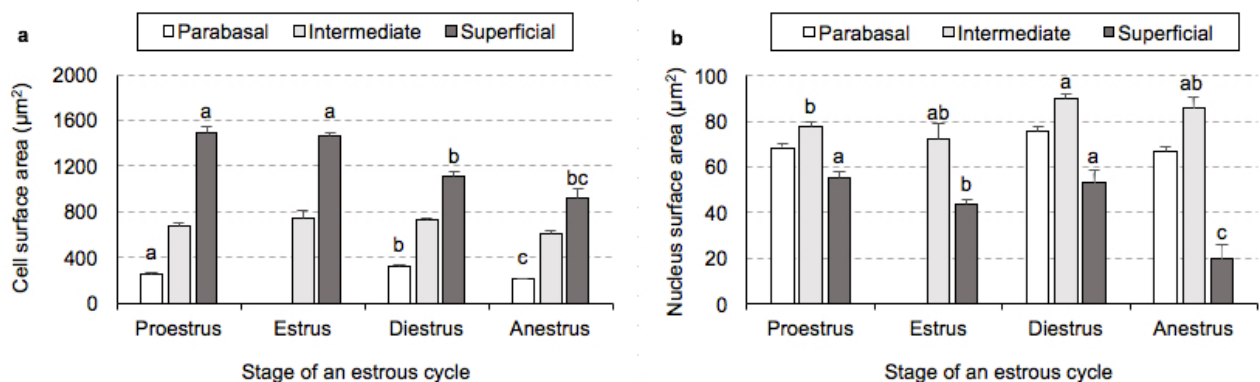 a
Parabasal Intermediate Superficial
Cell surface area (µm²)
2000
1600
1200
800
400
0
a
a
a
b
b
c
bc
Proestrus Estrus Diestrus Anestrus
Stage of an estrous cycle
b
Parabasal Intermediate Superficial
Nucleus surface area (µm²)
100
80
60
40
20
0
b
a
ab
b
a
a
ab
c
Proestrus Estrus Diestrus Anestrus
Stage of an estrous cycle